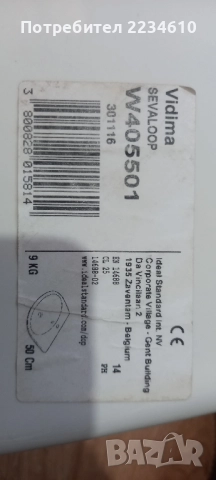 Потребител 2234610
Vidima
SEVALOOP
W405501
301116
3 800828 015814
Ideal Standard Int. NV
Corporate Village - Gent Building
Da Vincilaan 2
1935 Zaventem - Belgium
CE
EN 14688
CL 25
14688-02
www.idealstandard.com/dop
14
9 KG
50 Cm
BAZAR